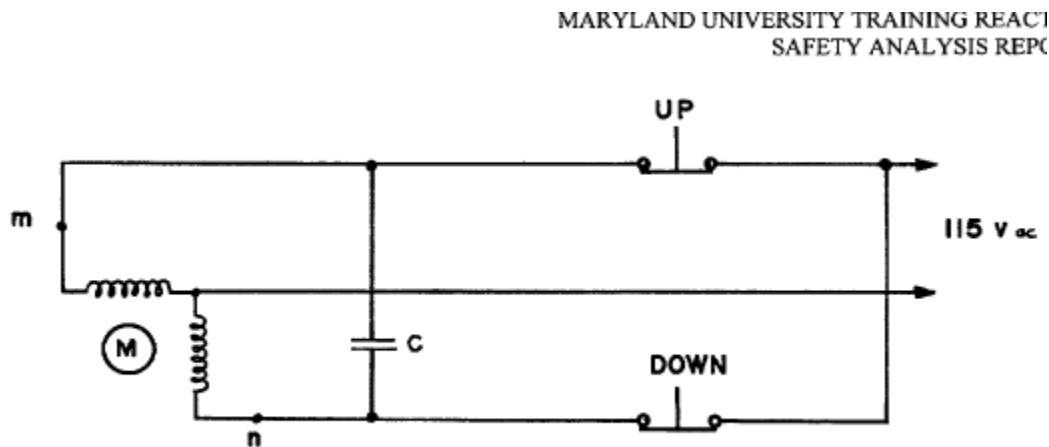 MARYLAND UNIVERSITY TRAINING REACT
SAFETY ANALYSIS REPO
UP
m
115 V ac
M
C
DOWN
n